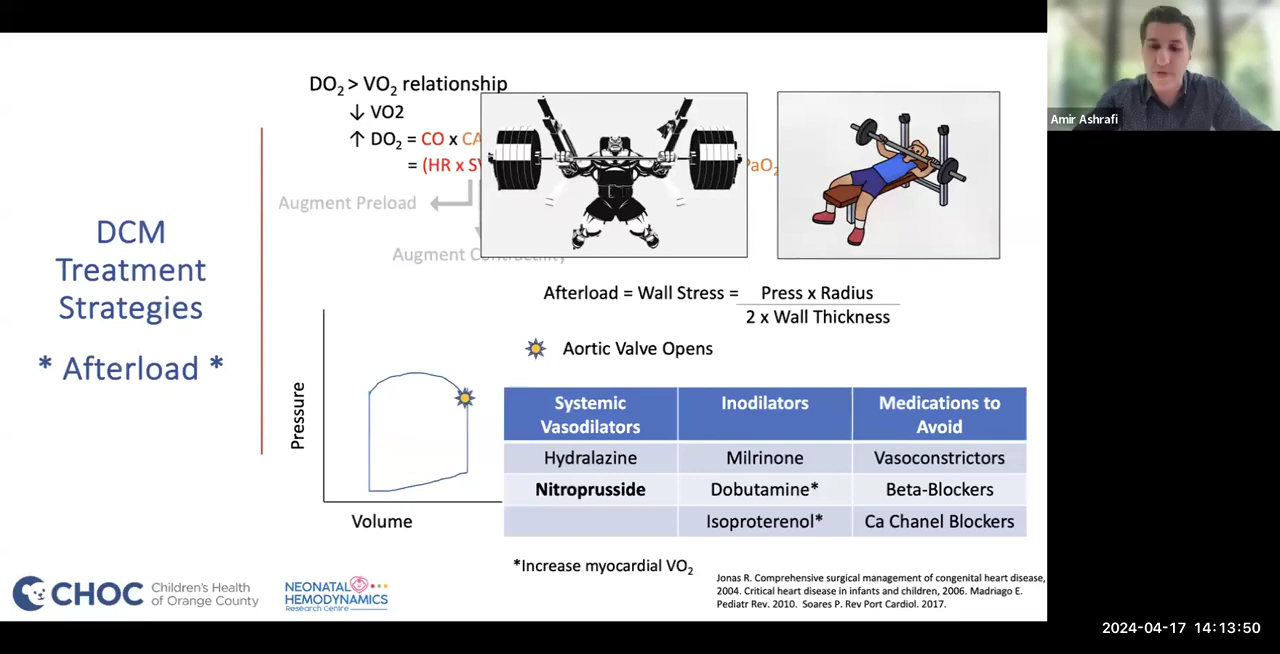 DO2 > VO2 relationship
↓ VO2
↑ DO2 = CO x CA
= (HR x S
PaO2
Augment Preload
Augment Contractility
DCM
Treatment
Strategies
* Afterload *
Afterload = Wall Stress = Press x Radius
2 x Wall Thickness
Aortic Valve Opens
Pressure
Volume
Systemic Vasodilators Inodilators Medications to Avoid
Hydralazine Milrinone Vasoconstrictors
Nitroprusside Dobutamine* Beta-Blockers
Isoproterenol* Ca Chanel Blockers
*Increase myocardial VO2
Jonas R. Comprehensive surgical management of congenital heart disease,
2004. Critical heart disease in infants and children, 2006. Madriago E.
Pediatr Rev. 2010. Soares P. Rev Port Cardiol. 2017.
CHOC Children's Health
of Orange County
NEONATAL
HEMODYNAMICS
Research Centre
Amir Ashrafi
2024-04-17 14:13:50